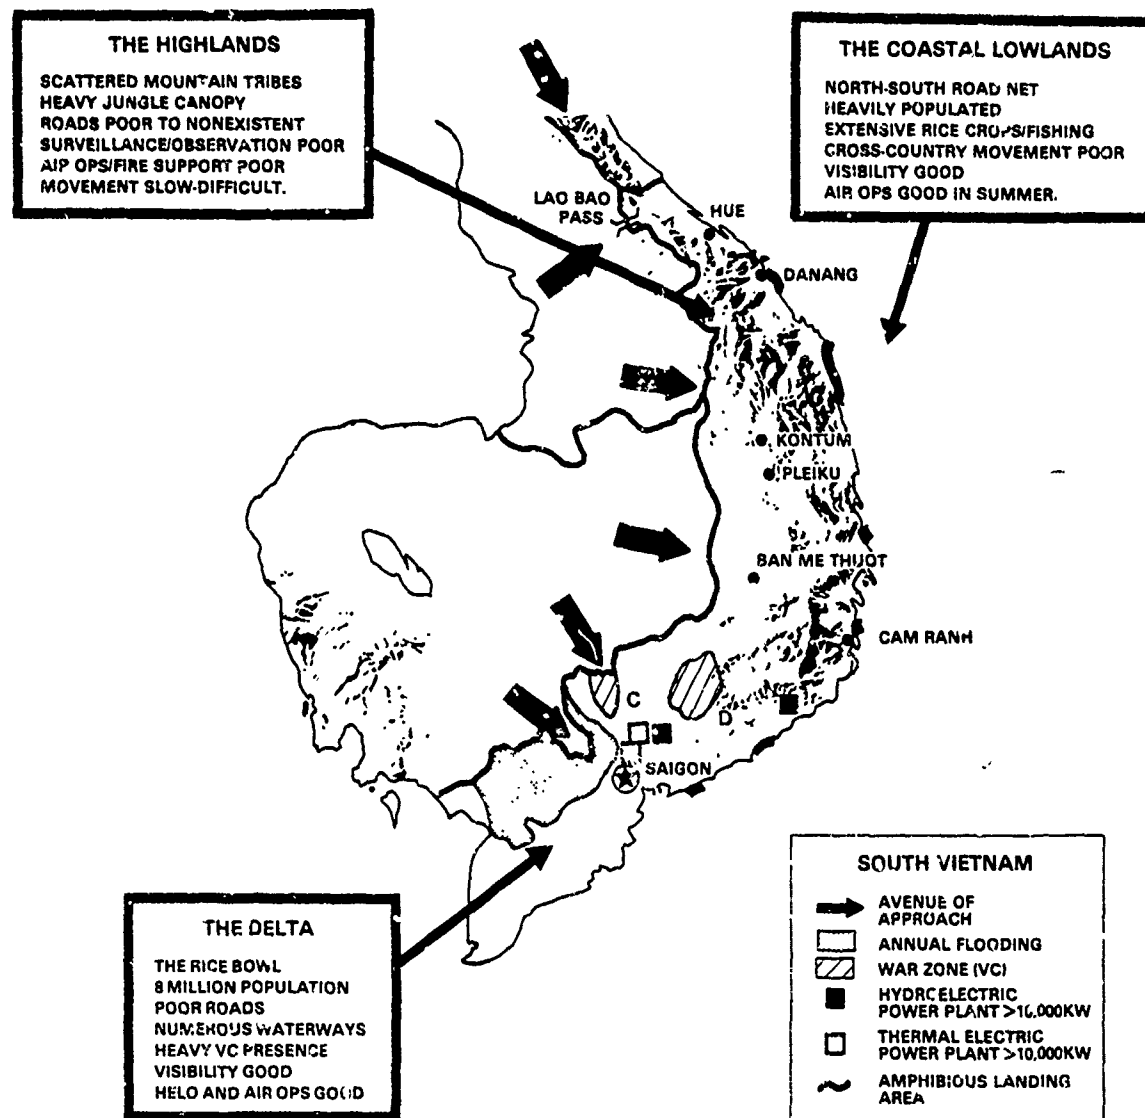 THE HIGHLANDS
SCATTERED MOUNTAIN TRIBES
HEAVY JUNGLE CANOPY
ROADS POOR TO NONEXISTENT
SURVEILLANCE/OBSERVATION POOR
AIP OPS/FIRE SUPPORT POOR
MOVEMENT SLOW-DIFFICULT.
THE COASTAL LOWLANDS
NORTH-SOUTH ROAD NET
HEAVILY POPULATED
EXTENSIVE RICE CROPS/FISHING
CROSS-COUNTRY MOVEMENT POOR
VISIBILITY GOOD
AIR OPS GOOD IN SUMMER.
LAO BAO
PASS
HUE
DANANG
KONTUM
PLEIKU
BAN ME THUOT
CAM RANH
C
D
SAIGON
THE DELTA
THE RICE BOWL
8 MILLION POPULATION
POOR ROADS
NUMEROUS WATERWAYS
HEAVY VC PRESENCE
VISIBILITY GOOD
HELO AND AIR OPS GOOD
SOUTH VIETNAM
AVENUE OF
APPROACH
ANNUAL FLOODING
WAR ZONE (VC)
HYDROELECTRIC
POWER PLANT >10,000KW
THERMAL ELECTRIC
POWER PLANT >10,000KW
AMPHIBIOUS LANDING
AREA